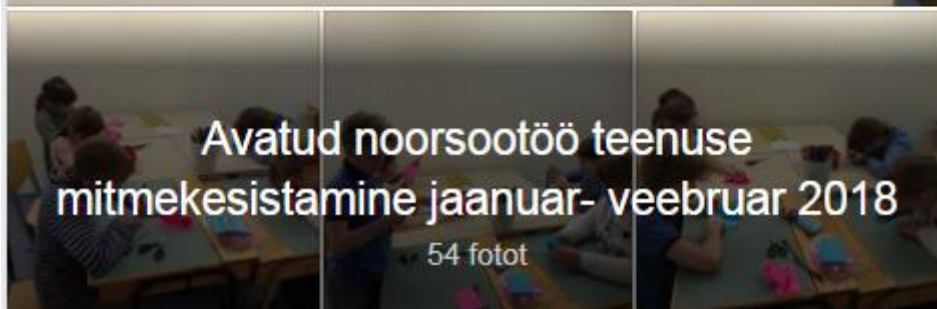 Avatud noorsootöö teenuse
mitmekesistamine jaanuar- veebruar 2018
54 fotot